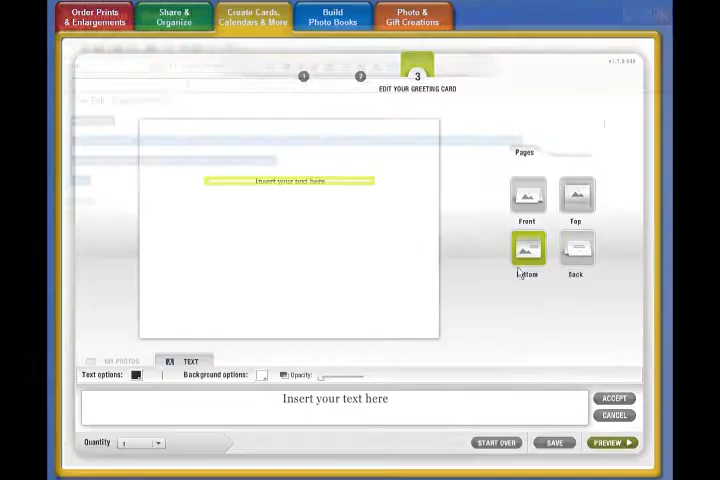 Order Prints
& Enlargements
Share &
Organize
Create Cards,
Calendars & More
Build
Photo Books
Photo &
Gift Creations
1
2
3
EDIT YOUR GREETING CARD
Pages
Insert your text here
Front
Top
Bottom
Back
MY PHOTOS
A
TEXT
Text options:
Background options:
Opacity:
Insert your text here
ACCEPT
CANCEL
Quantity
1
START OVER
SAVE
PREVIEW